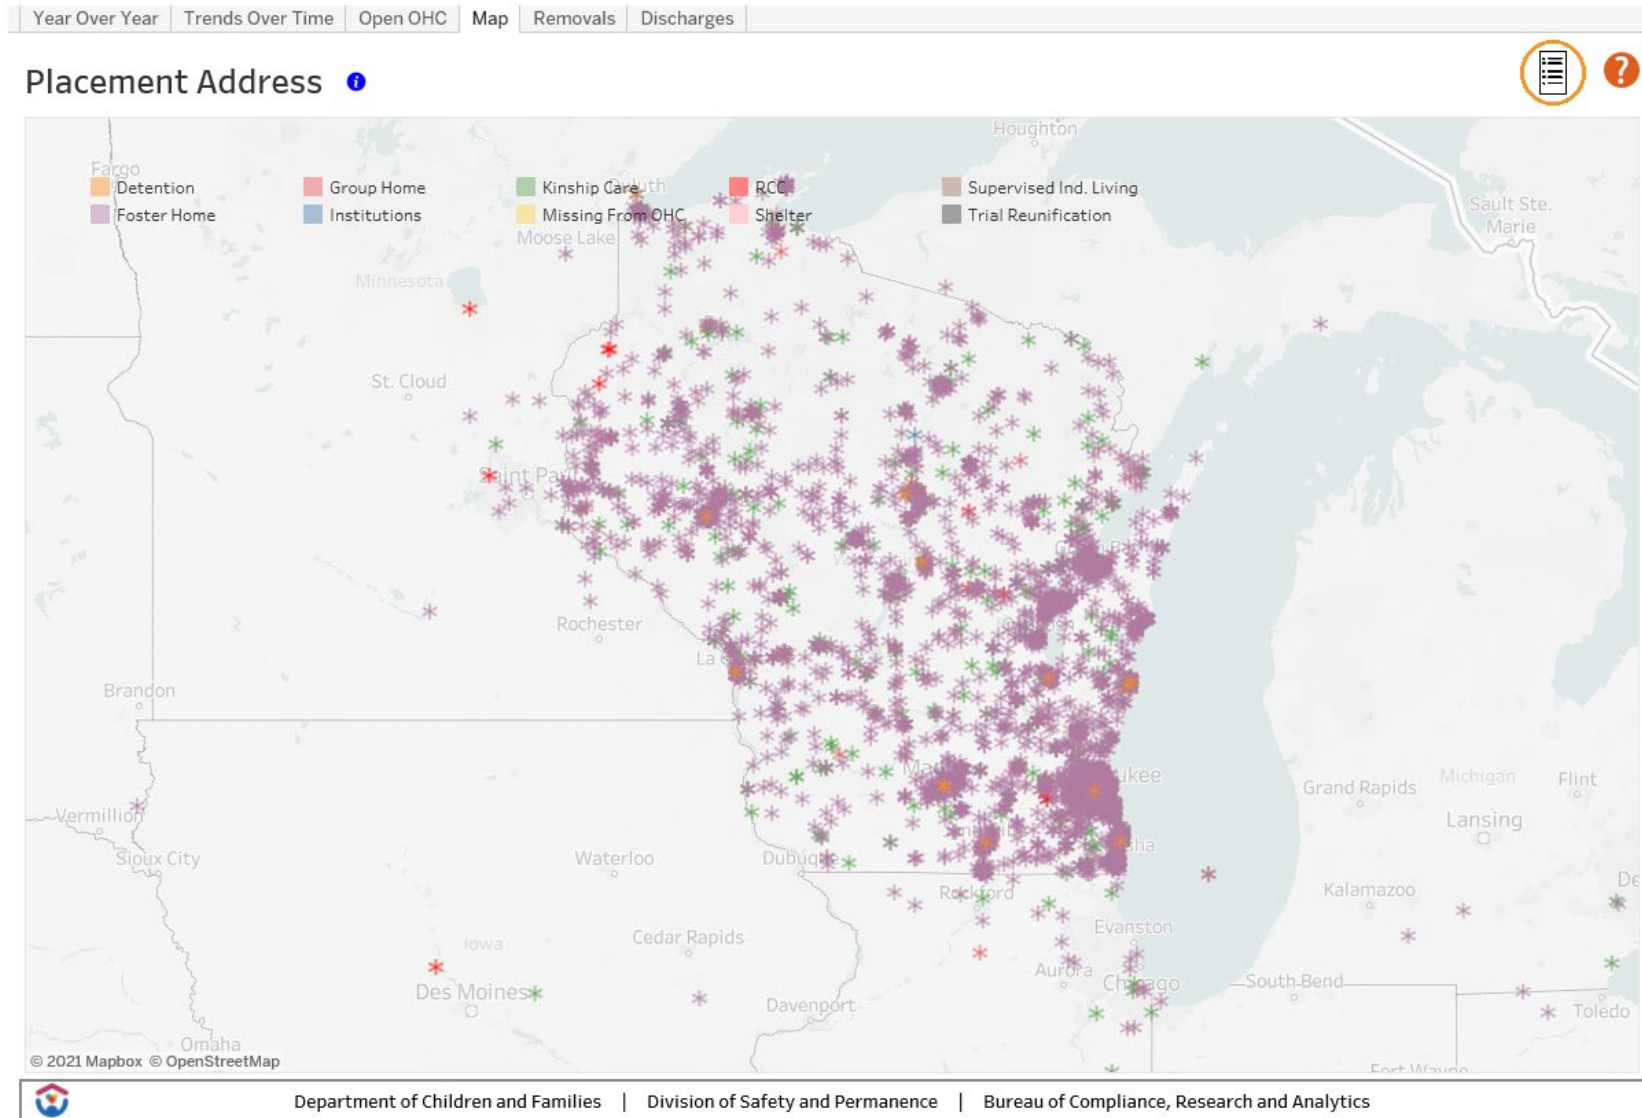 Year Over Year Trends Over Time Open OHC Map Removals Discharges
Placement Address i
?
Houghton
Fargo
Detention Group Home Kinship Care RCC Supervised Ind. Living
Foster Home Institutions Missing From OHC Shelter Trial Reunification
Sault Ste.
Marie
Moose Lake
Minnesota
St. Cloud
Rochester
Brandon
Grand Rapids Michigan Flint
Vermillion
Lansing
Sioux City Waterloo
Rockford
Kalamazoo
Evanston
Iowa Cedar Rapids
Aurora Chicago South Bend
Des Moines
Davenport Toledo
Omaha
Fort Wayne
© 2021 Mapbox © OpenStreetMap
Department of Children and Families | Division of Safety and Permanence | Bureau of Compliance, Research and Analytics